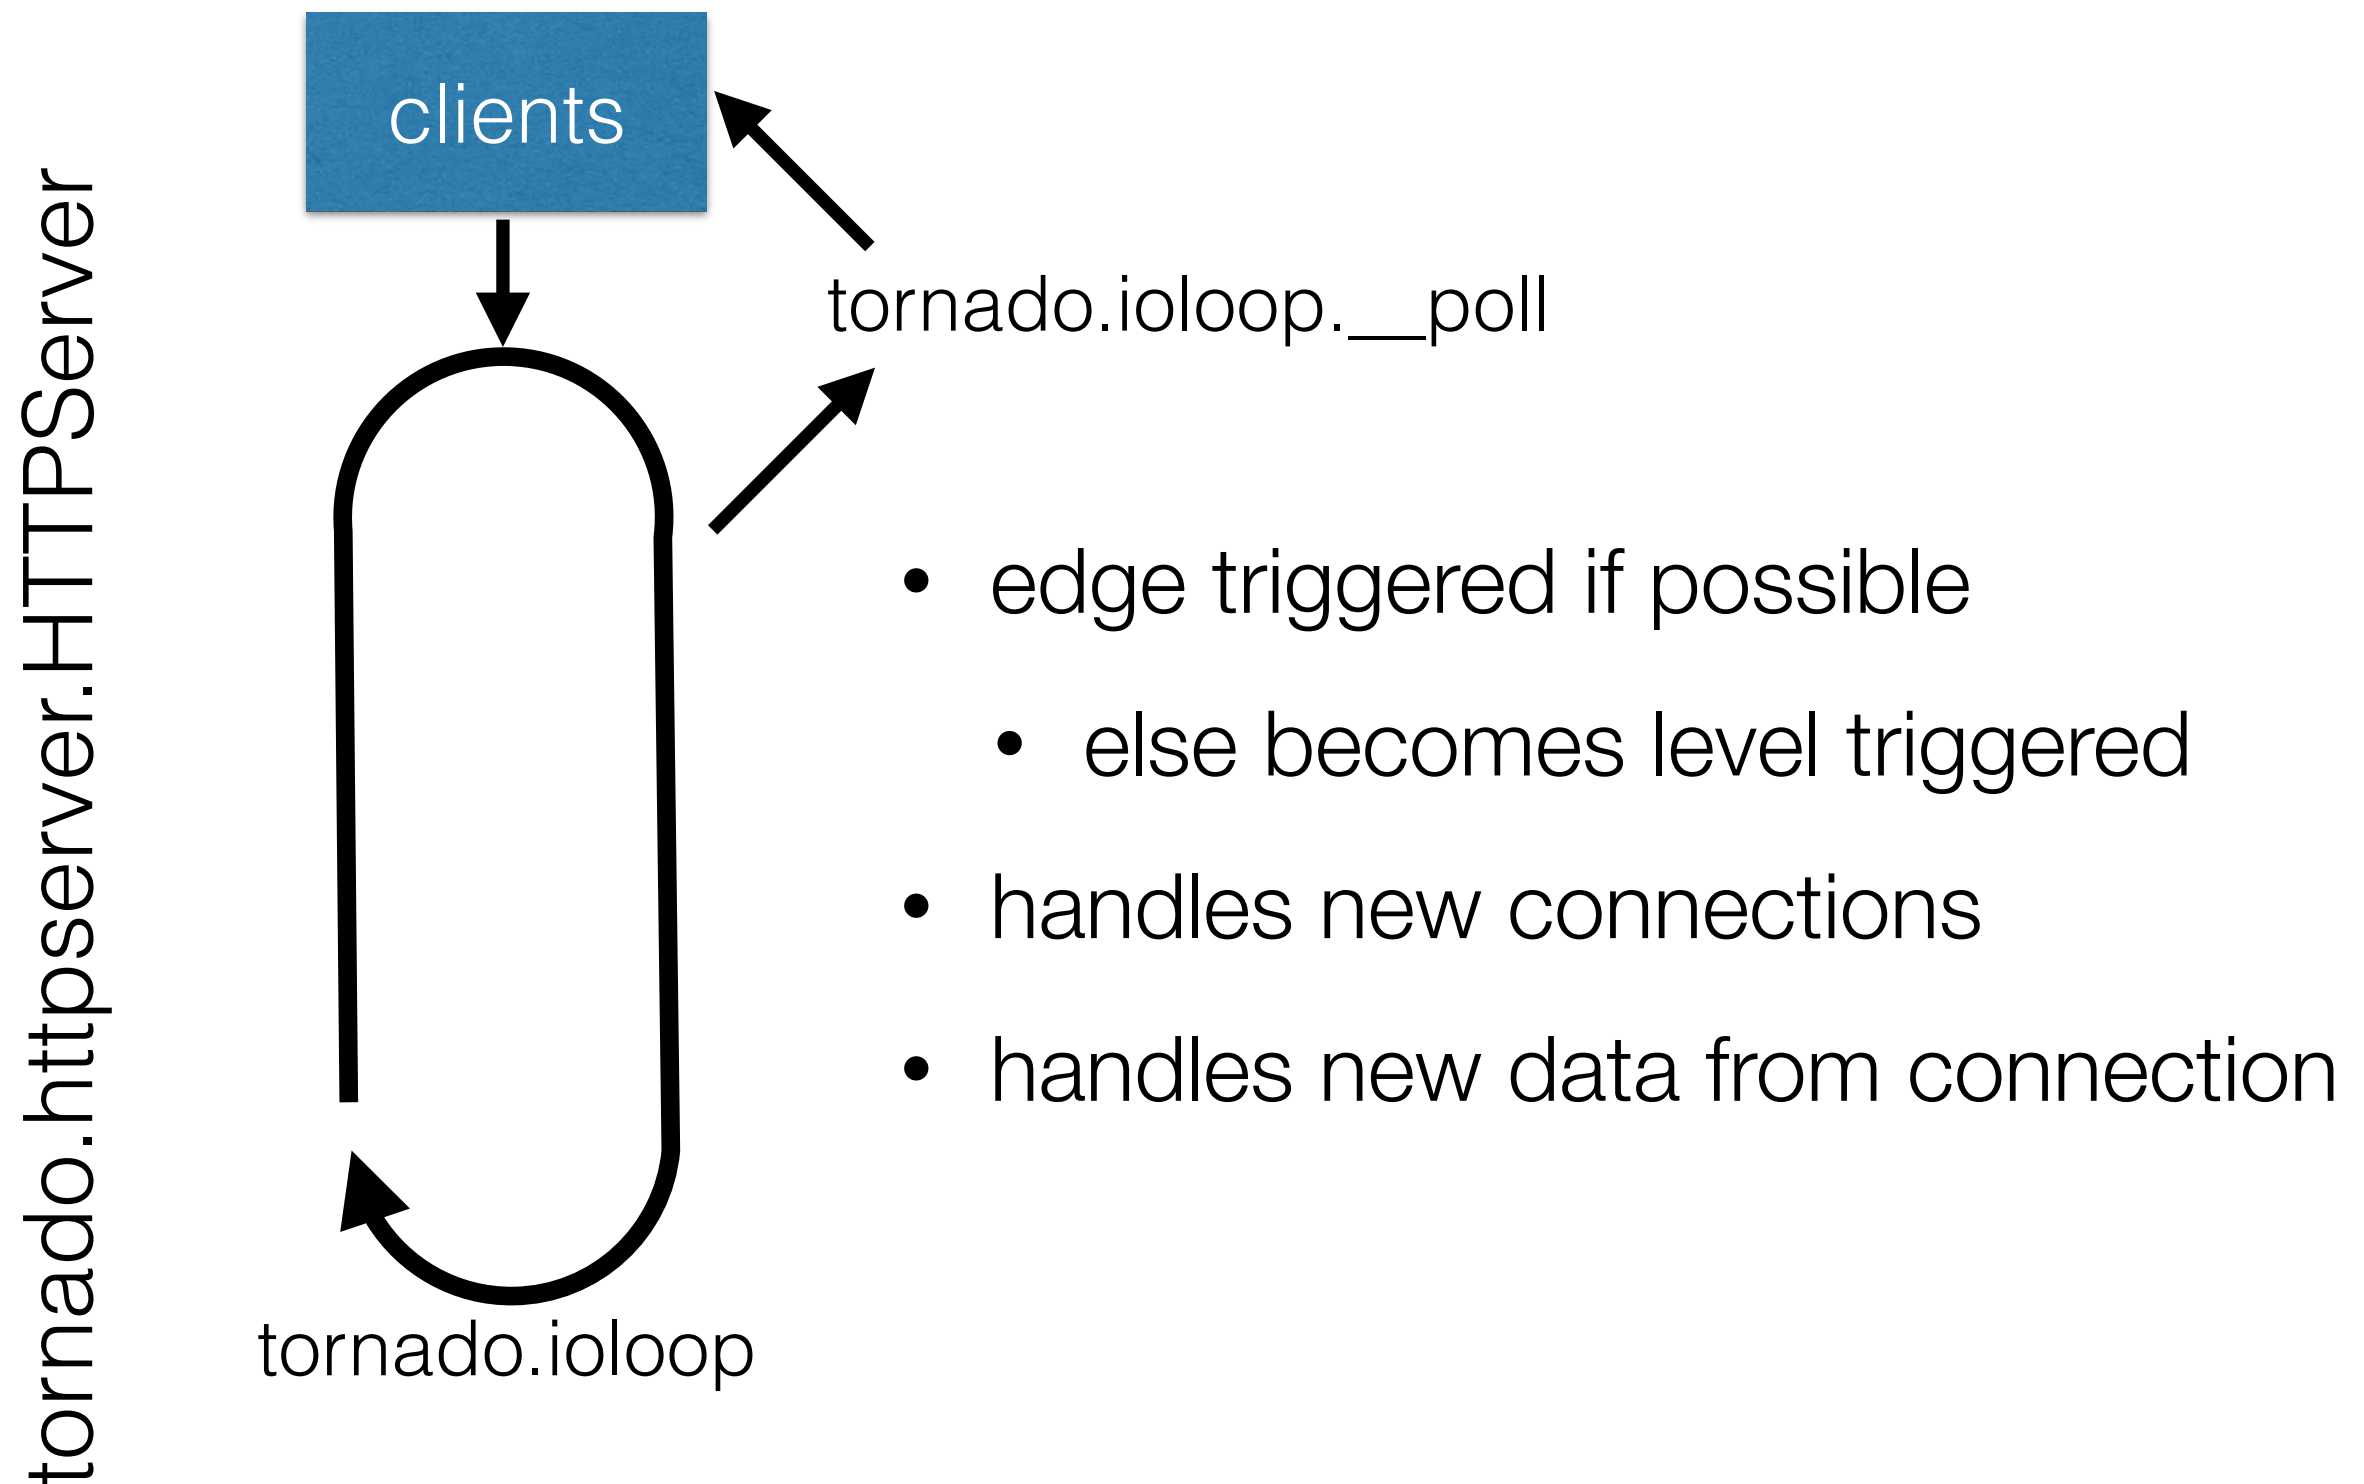 tornado.httpserver.HTTPServer
clients
tornado.ioloop.__poll
• edge triggered if possible
• else becomes level triggered
• handles new connections
• handles new data from connection
tornado.ioloop